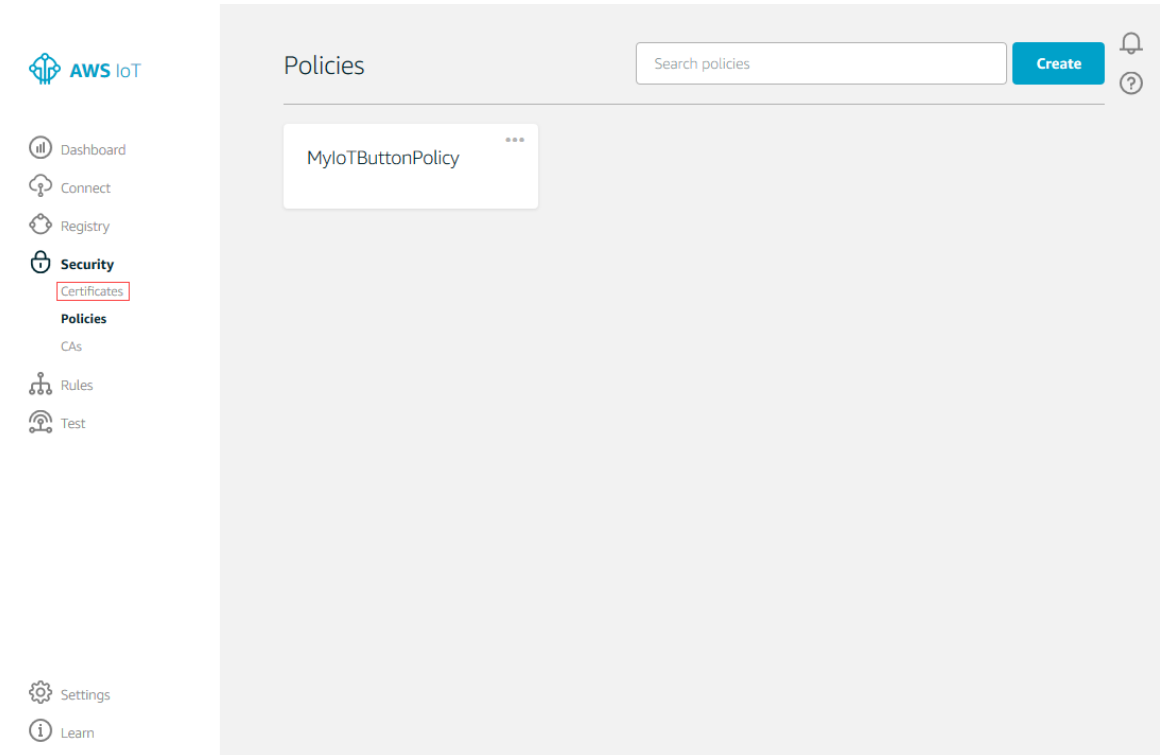 AWS IoT
Dashboard
Connect
Registry
Security
Certificates
Policies
CAs
Rules
Test
Settings
Learn
Policies
Search policies
Create
MyIoTButtonPolicy